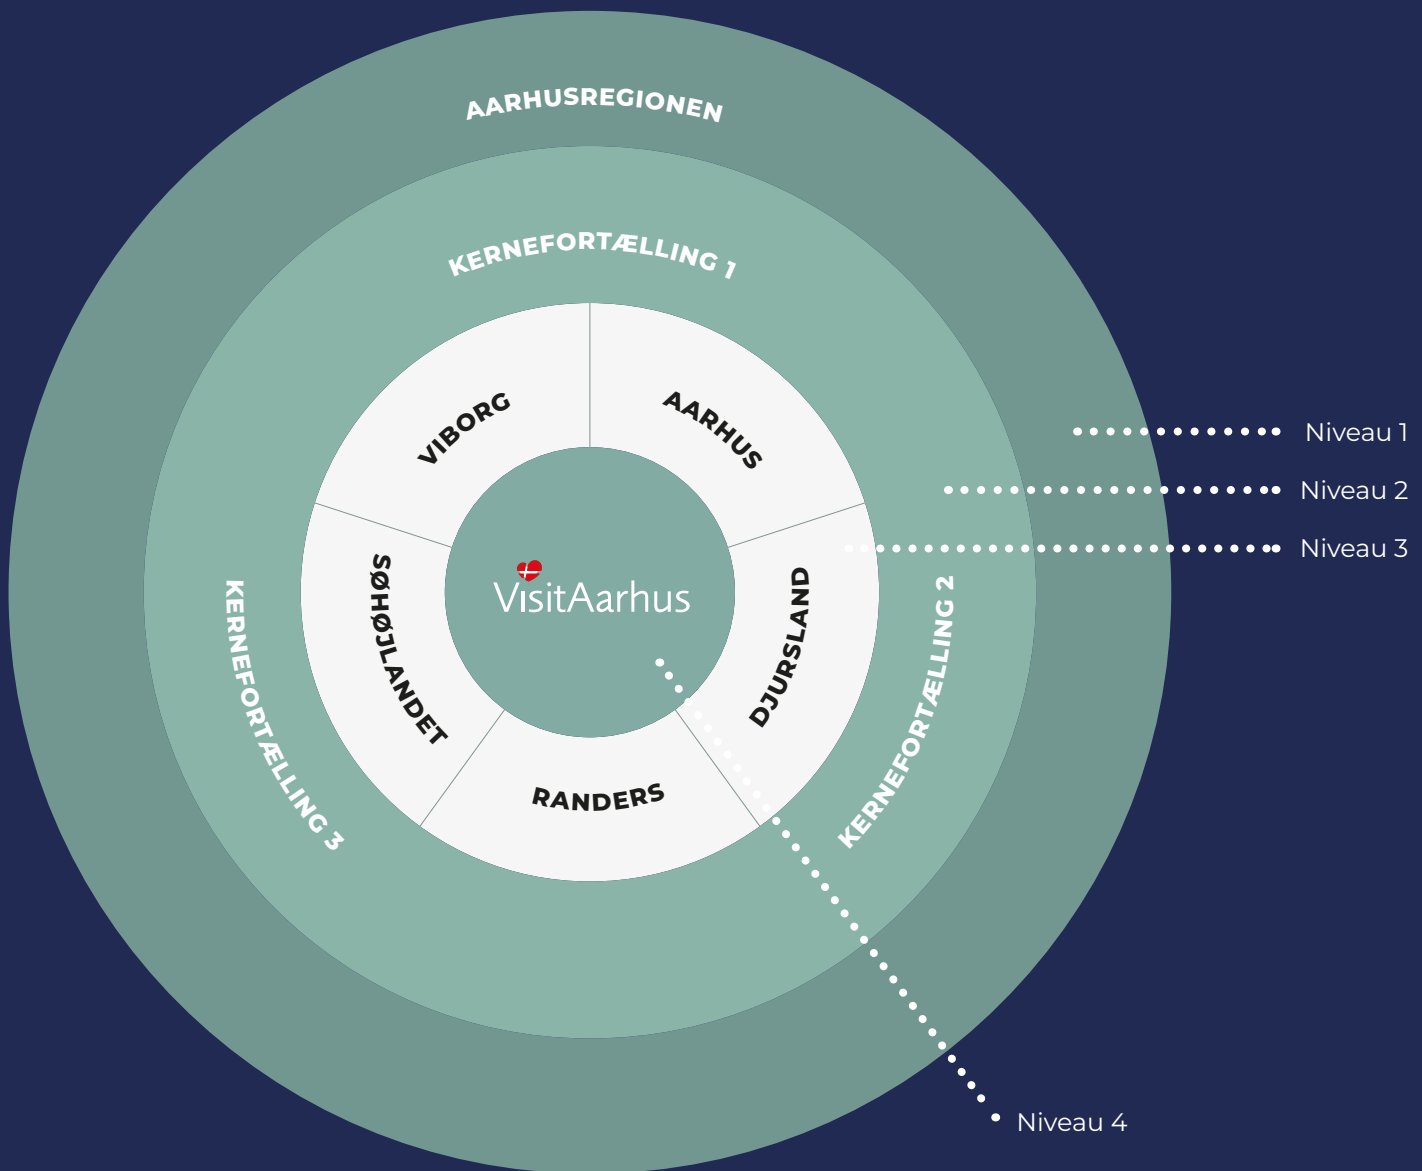 AARHUSREGIONEN
KERNEFORTÆLLING 1
VIBORG
AARHUS
Niveau 1
Niveau 2
Niveau 3
SØHØJLANDET
VisitAarhus
DJURSLAND
KERNEFORTÆLLING 3
KERNEFORTÆLLING 2
RANDERS
Niveau 4